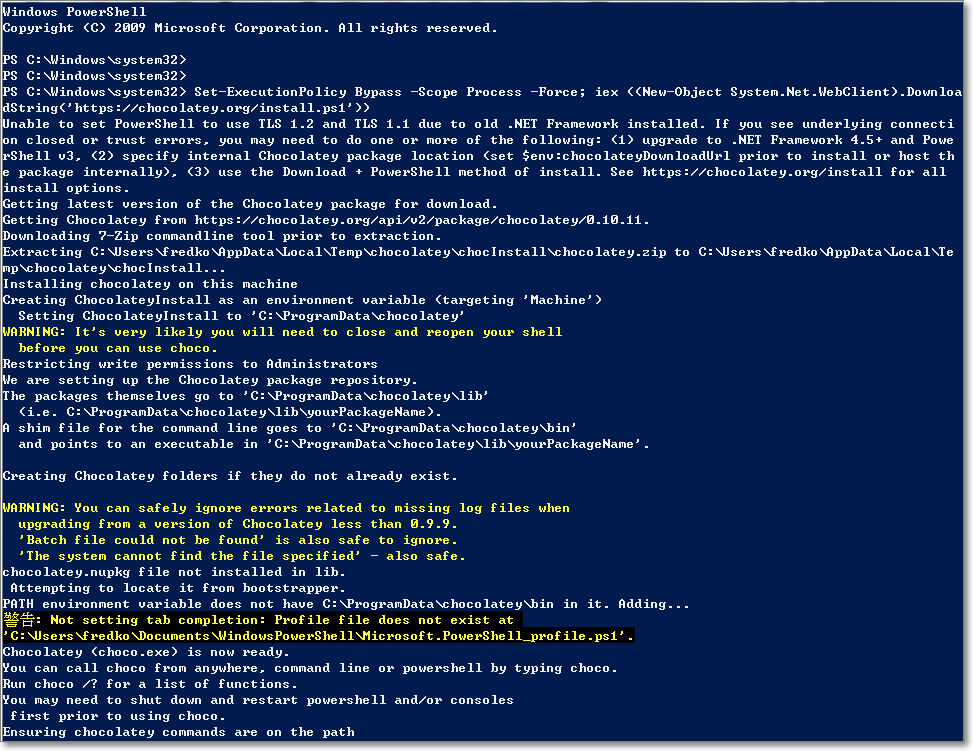 Windows PowerShell
Copyright (C) 2009 Microsoft Corporation. All rights reserved.
PS C:\Windows\system32>
PS C:\Windows\system32>
PS C:\Windows\system32> Set-ExecutionPolicy Bypass -Scope Process -Force; iex ((New-Object System.Net.WebClient).Downloa
dString('https://chocolatey.org/install.ps1'))
Unable to set PowerShell to use TLS 1.2 and TLS 1.1 due to old .NET Framework installed. If you see underlying connecti
on closed or trust errors, you may need to do one or more of the following: (1) upgrade to .NET Framework 4.5+ and Powe
rShell v3, (2) specify internal Chocolatey package location (set $env:chocolateyDownloadUrl prior to install or host th
e package internally), (3) use the Download + PowerShell method of install. See https://chocolatey.org/install for all
install options.
Getting latest version of the Chocolatey package for download.
Getting Chocolatey from https://chocolatey.org/api/v2/package/chocolatey/0.10.11.
Downloading 7-Zip commandline tool prior to extraction.
Extracting C:\Users\fredko\AppData\Local\Temp\chocolatey\chocInstall\chocolatey.zip to C:\Users\fredko\AppData\Local\Te
mp\chocolatey\chocInstall...
Installing chocolatey on this machine
Creating ChocolateyInstall as an environment variable (targeting 'Machine')
  Setting ChocolateyInstall to 'C:\ProgramData\chocolatey'
WARNING: It's very likely you will need to close and reopen your shell
  before you can use choco.
Restricting write permissions to Administrators
We are setting up the Chocolatey package repository.
The packages themselves go to 'C:\ProgramData\chocolatey\lib'
  (i.e. C:\ProgramData\chocolatey\lib\yourPackageName).
A shim file for the command line goes to 'C:\ProgramData\chocolatey\bin'
  and points to an executable in 'C:\ProgramData\chocolatey\lib\yourPackageName'.
Creating Chocolatey folders if they do not already exist.
WARNING: You can safely ignore errors related to missing log files when
  upgrading from a version of Chocolatey less than 0.9.9.
  'Batch file could not be found' is also safe to ignore.
  'The system cannot find the file specified' - also safe.
chocolatey.nupkg file not installed in lib.
 Attempting to locate it from bootstrapper.
PATH environment variable does not have C:\ProgramData\chocolatey\bin in it. Adding...
警告: Not setting tab completion: Profile file does not exist at
'C:\Users\fredko\Documents\WindowsPowerShell\Microsoft.PowerShell_profile.ps1'.
Chocolatey (choco.exe) is now ready.
You can call choco from anywhere, command line or powershell by typing choco.
Run choco /? for a list of functions.
You may need to shut down and restart powershell and/or consoles
 first prior to using choco.
Ensuring chocolatey commands are on the path